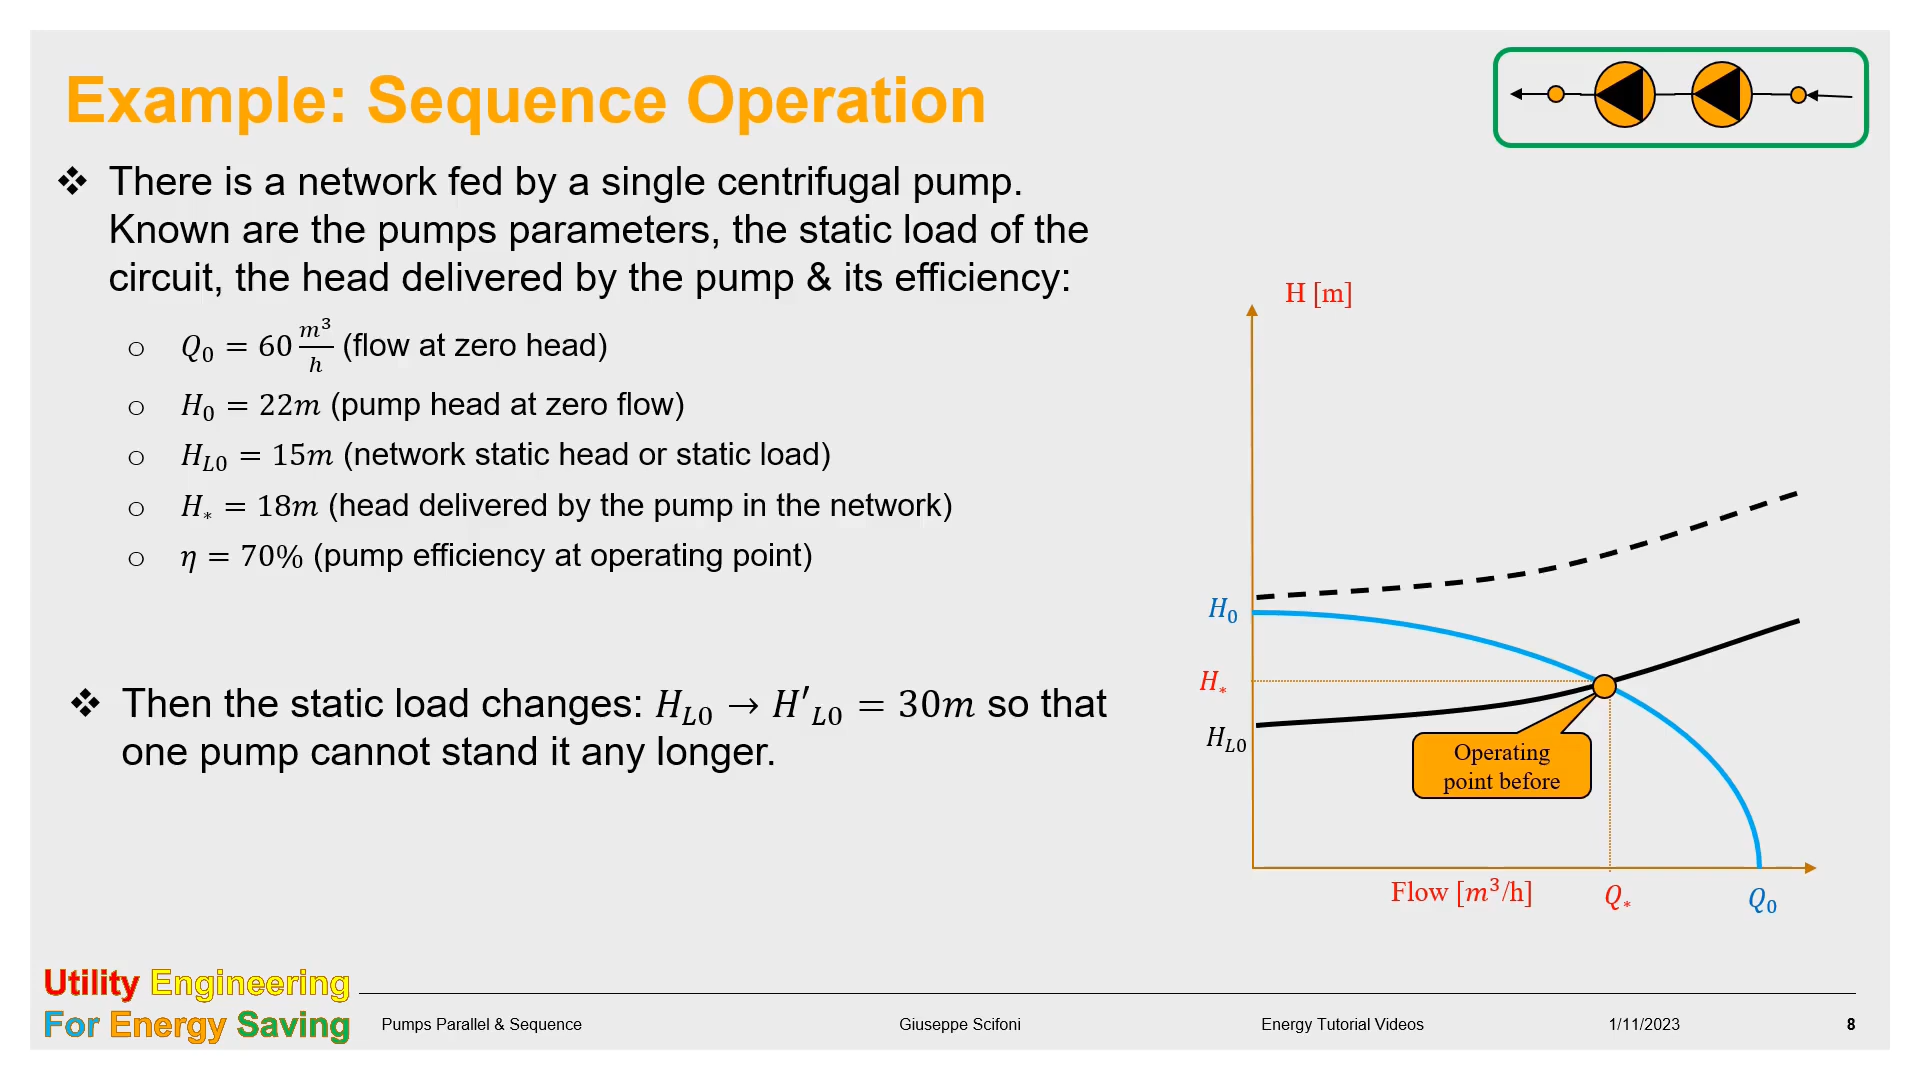 Example: Sequence Operation
❖ There is a network fed by a single centrifugal pump.
Known are the pumps parameters, the static load of the
circuit, the head delivered by the pump & its efficiency:
o Q₀ = 60 m³/h (flow at zero head)
o H₀ = 22m (pump head at zero flow)
o H_L0 = 15m (network static head or static load)
o H_* = 18m (head delivered by the pump in the network)
o η = 70% (pump efficiency at operating point)
❖ Then the static load changes: H_L0 → H′_L0 = 30m so that
one pump cannot stand it any longer.
H [m]
H₀
H_*
H_L0
Operating
point before
Flow [m³/h]
Q_*
Q₀
Utility Engineering
For Energy Saving
Pumps Parallel & Sequence
Giuseppe Scifoni
Energy Tutorial Videos
1/11/2023
8